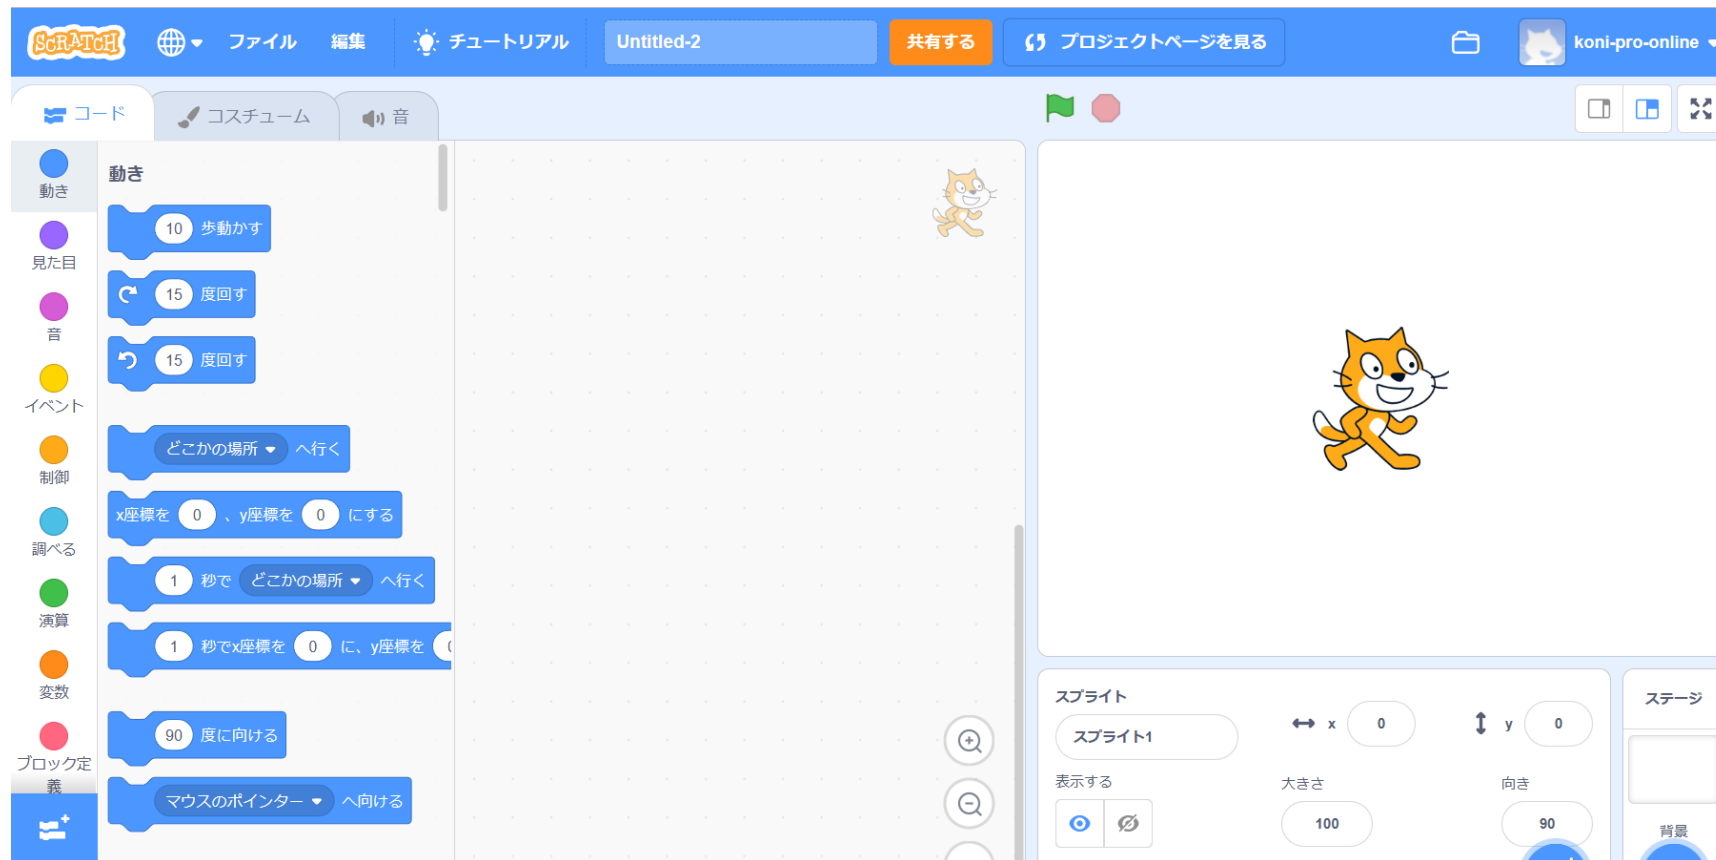 SCRATCH
ファイル
編集
チュートリアル
Untitled-2
共有する
プロジェクトページを見る
koni-pro-online
コード
コスチューム
音
動き
見た目
音
イベント
制御
調べる
演算
変数
ブロック定
義
動き
10 歩動かす
15 度回す
15 度回す
どこかの場所 へ行く
x座標を 0 、y座標を 0 にする
1 秒で どこかの場所 へ行く
1 秒でx座標を 0 に、y座標を
90 度に向ける
マウスのポインター へ向ける
スプライト
スプライト1
x 0
y 0
表示する
大きさ
100
向き
90
ステージ
背景